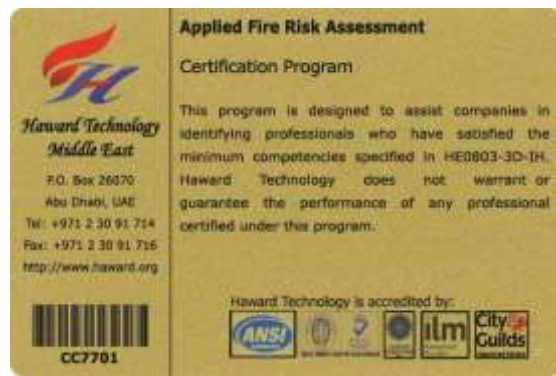 Haward Technology
Middle East
P.O. Box 26070
Abu Dhabi, UAE
Tel: +971 2 30 91 714
Fax: +971 2 30 91 716
http://www.haward.org
CC7701
Applied Fire Risk Assessment
Certification Program
This program is designed to assist companies in
identifying professionals who have satisfied the
minimum competencies specified in HE0803-3D-IH.
Haward Technology does not warrant or
guarantee the performance of any professional
certified under this program.
Haward Technology is accredited by:
ANSI
ilm
City
Guilds